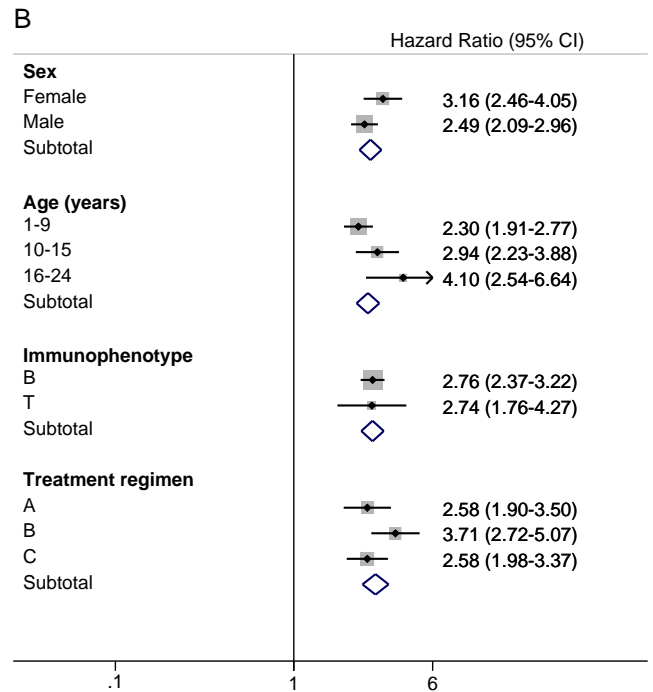 B
Hazard Ratio (95% CI)
Sex
Female 3.16 (2.46-4.05)
Male 2.49 (2.09-2.96)
Subtotal
Age (years)
1-9 2.30 (1.91-2.77)
10-15 2.94 (2.23-3.88)
16-24 4.10 (2.54-6.64)
Subtotal
Immunophenotype
B 2.76 (2.37-3.22)
T 2.74 (1.76-4.27)
Subtotal
Treatment regimen
A 2.58 (1.90-3.50)
B 3.71 (2.72-5.07)
C 2.58 (1.98-3.37)
Subtotal
.1 1 6